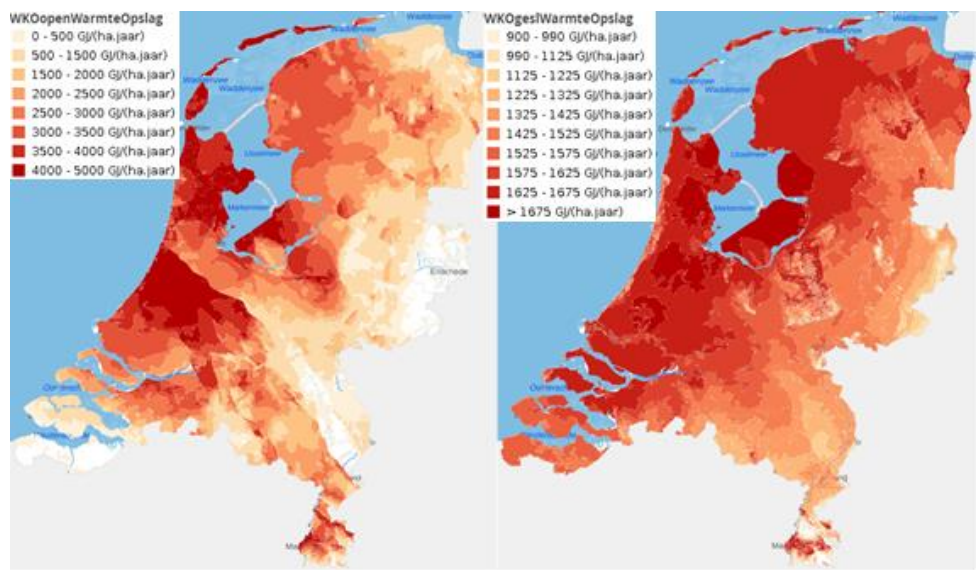 WKOopenWarmteOpslag
0 - 500 GJ/(ha.jaar)
500 - 1500 GJ/(ha.jaar)
1500 - 2000 GJ/(ha.jaar)
2000 - 2500 GJ/(ha.jaar)
2500 - 3000 GJ/(ha.jaar)
3000 - 3500 GJ/(ha.jaar)
3500 - 4000 GJ/(ha.jaar)
4000 - 5000 GJ/(ha.jaar)
Waddenzee
Waddenzee
Waddenzee
IJsselmeer
Markermeer
Enschede
WKOgeslWarmteOpslag
900 - 990 GJ/(ha.jaar)
990 - 1125 GJ/(ha.jaar)
1125 - 1225 GJ/(ha.jaar)
1225 - 1325 GJ/(ha.jaar)
1325 - 1425 GJ/(ha.jaar)
1425 - 1525 GJ/(ha.jaar)
1525 - 1575 GJ/(ha.jaar)
1575 - 1625 GJ/(ha.jaar)
1625 - 1675 GJ/(ha.jaar)
> 1675 GJ/(ha.jaar)
Waddenzee
Waddenzee
Waddenzee
IJsselmeer
Markermeer